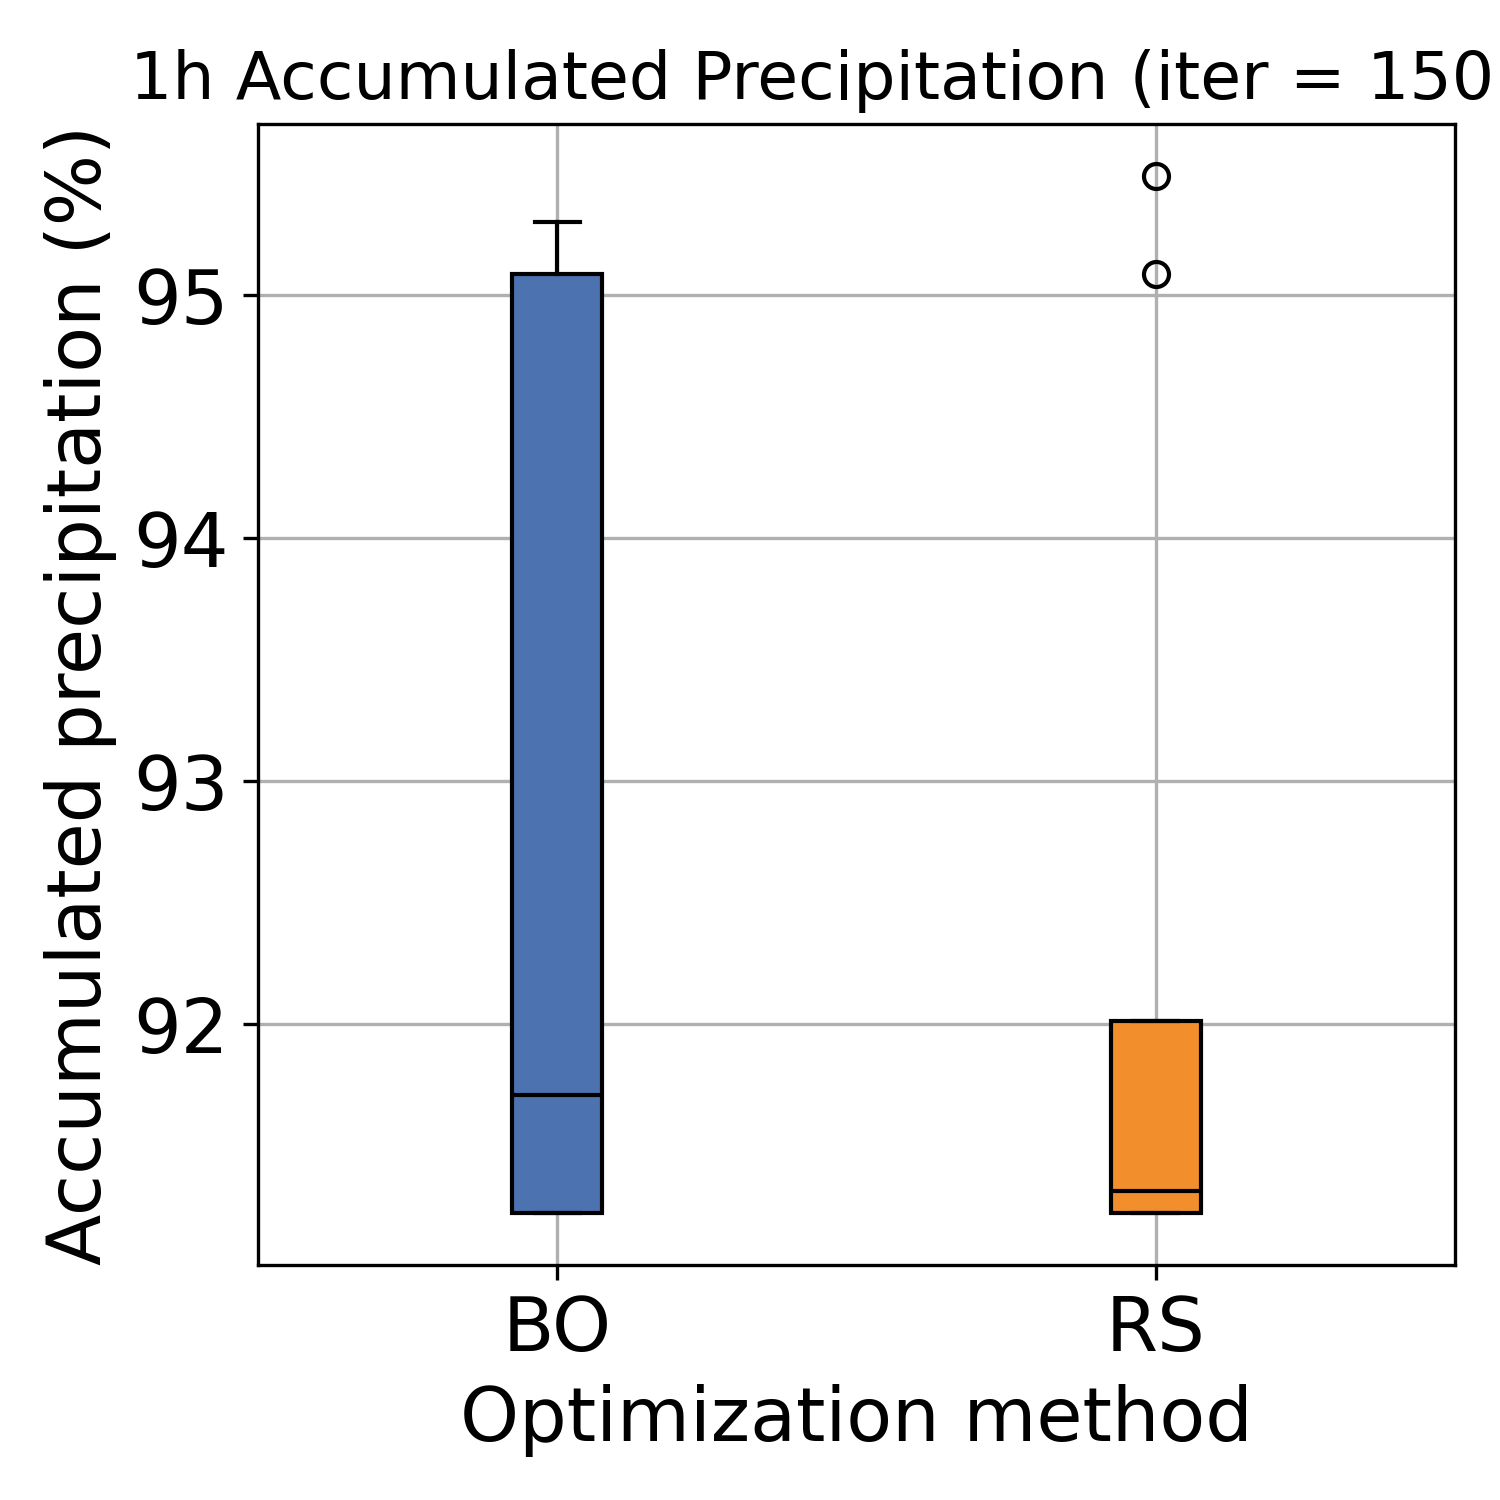 1h Accumulated Precipitation (iter = 150
Accumulated precipitation (%)
95
94
93
92
BO
RS
Optimization method